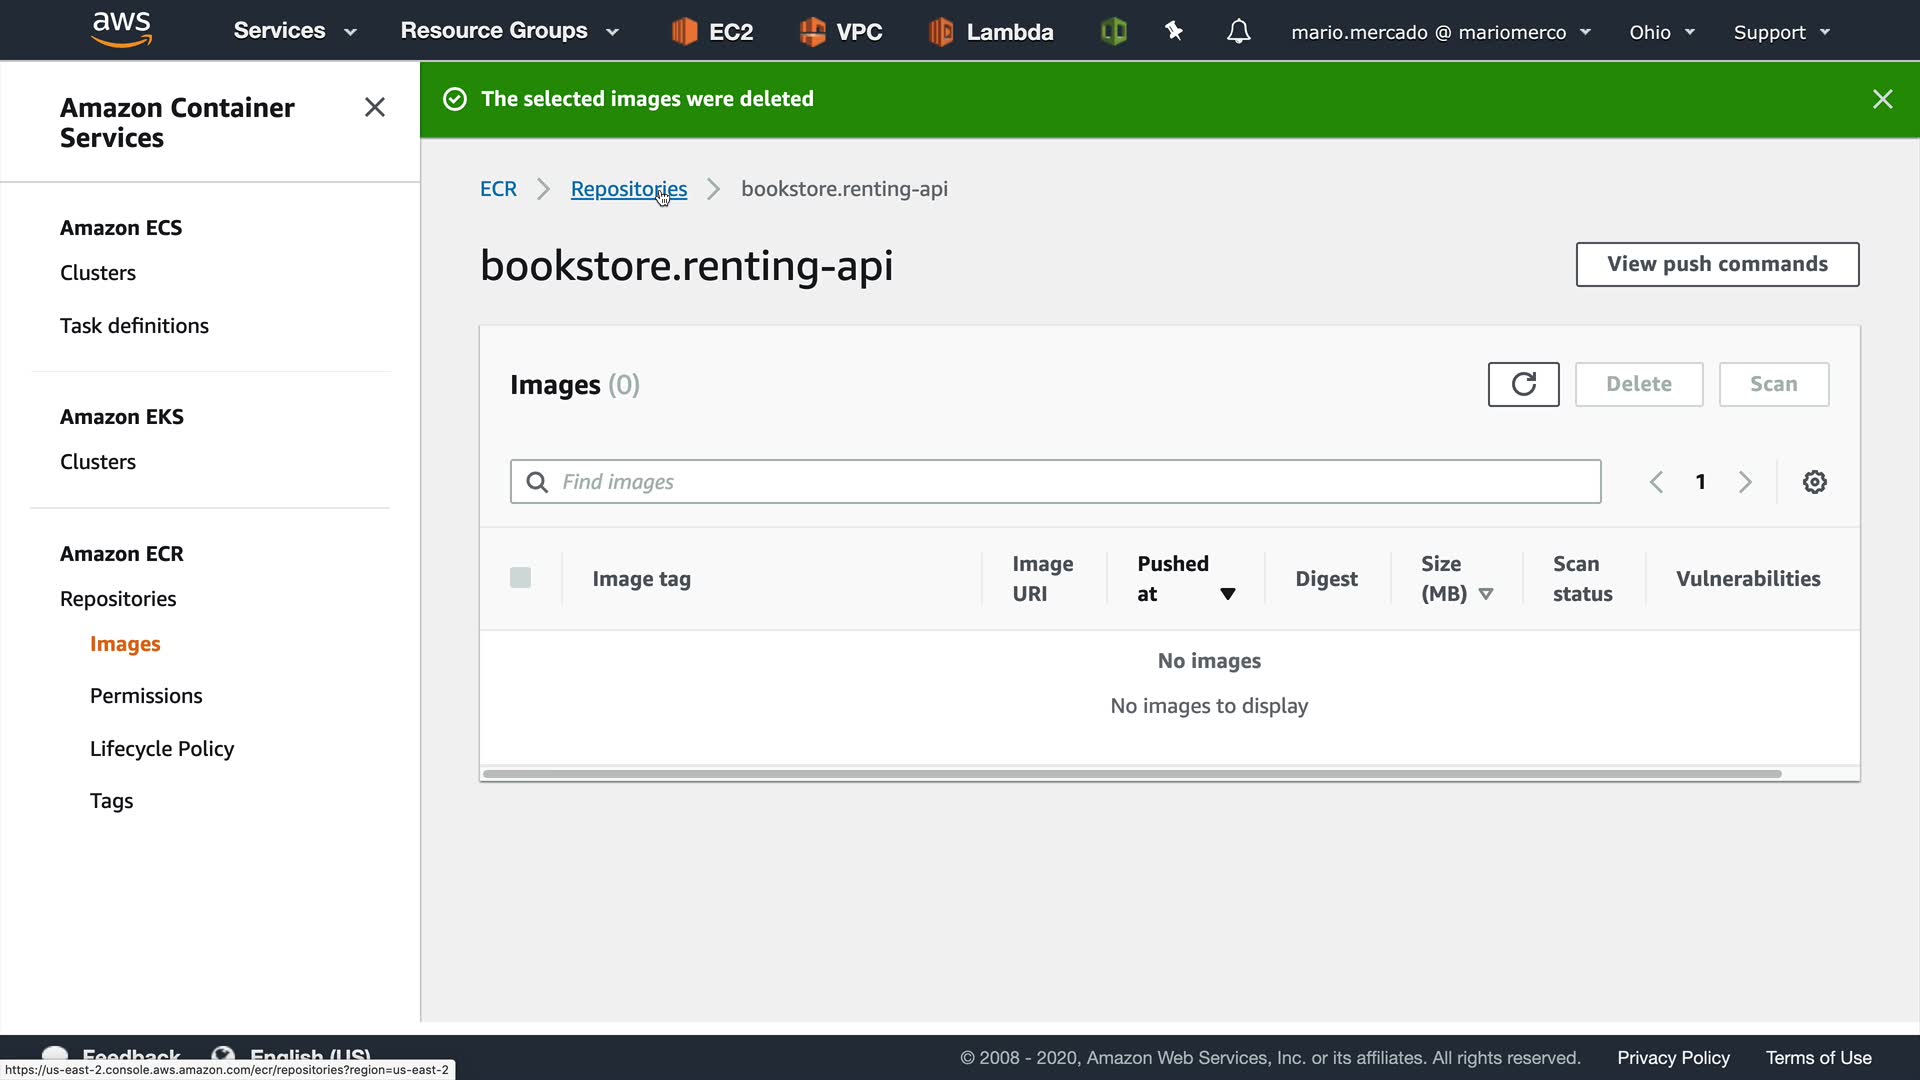 aws Services Resource Groups EC2 VPC Lambda mario.mercado @ mariomerco Ohio Support
Amazon Container
Services
The selected images were deleted
ECR Repositories bookstore.renting-api
bookstore.renting-api
View push commands
Amazon ECS
Clusters
Task definitions
Amazon EKS
Clusters
Amazon ECR
Repositories
Images
Permissions
Lifecycle Policy
Tags
Images (0)
Delete Scan
Find images
1
Image tag
Image
URI
Pushed
at
Digest
Size
(MB)
Scan
status
Vulnerabilities
No images
No images to display
Feedback English (US)
© 2008 - 2020, Amazon Web Services, Inc. or its affiliates. All rights reserved. Privacy Policy Terms of Use
https://us-east-2.console.aws.amazon.com/ecr/repositories?region=us-east-2